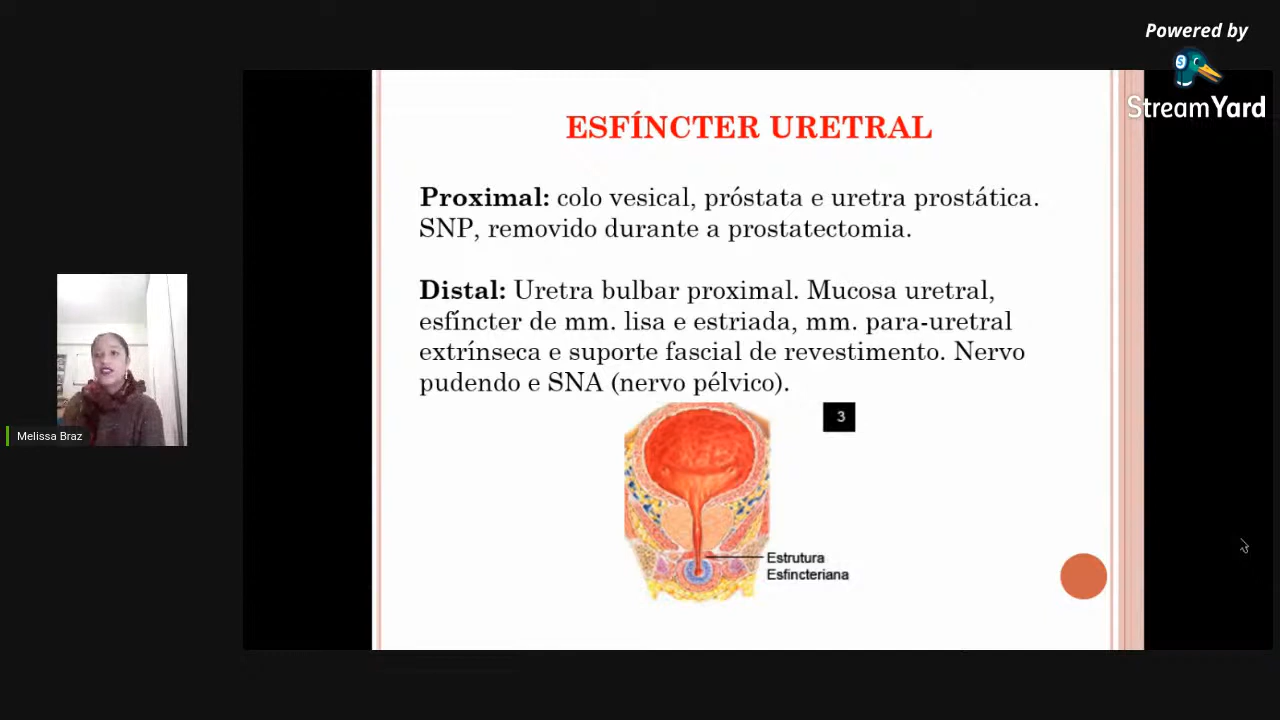 Powered by
StreamYard
ESFÍNCTER URETRAL
Proximal: colo vesical, próstata e uretra prostática.
SNP, removido durante a prostatectomia.
Distal: Uretra bulbar proximal. Mucosa uretral,
esfíncter de mm. lisa e estriada, mm. para-uretral
extrínseca e suporte fascial de revestimento. Nervo
pudendo e SNA (nervo pélvico).
3
Estrutura
Esfincteriana
Melissa Braz